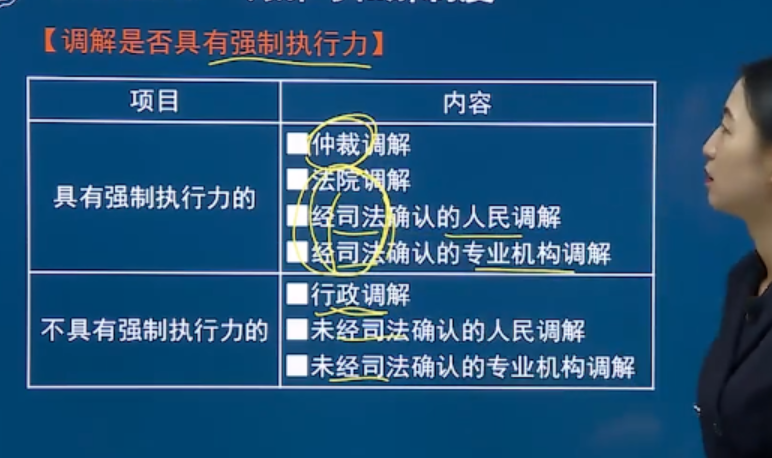 【调解是否具有强制执行力】
项目 内容
具有强制执行力的
■仲裁调解
■法院调解
■经司法确认的人民调解
■经司法确认的专业机构调解
不具有强制执行力的
■行政调解
■未经司法确认的人民调解
■未经司法确认的专业机构调解